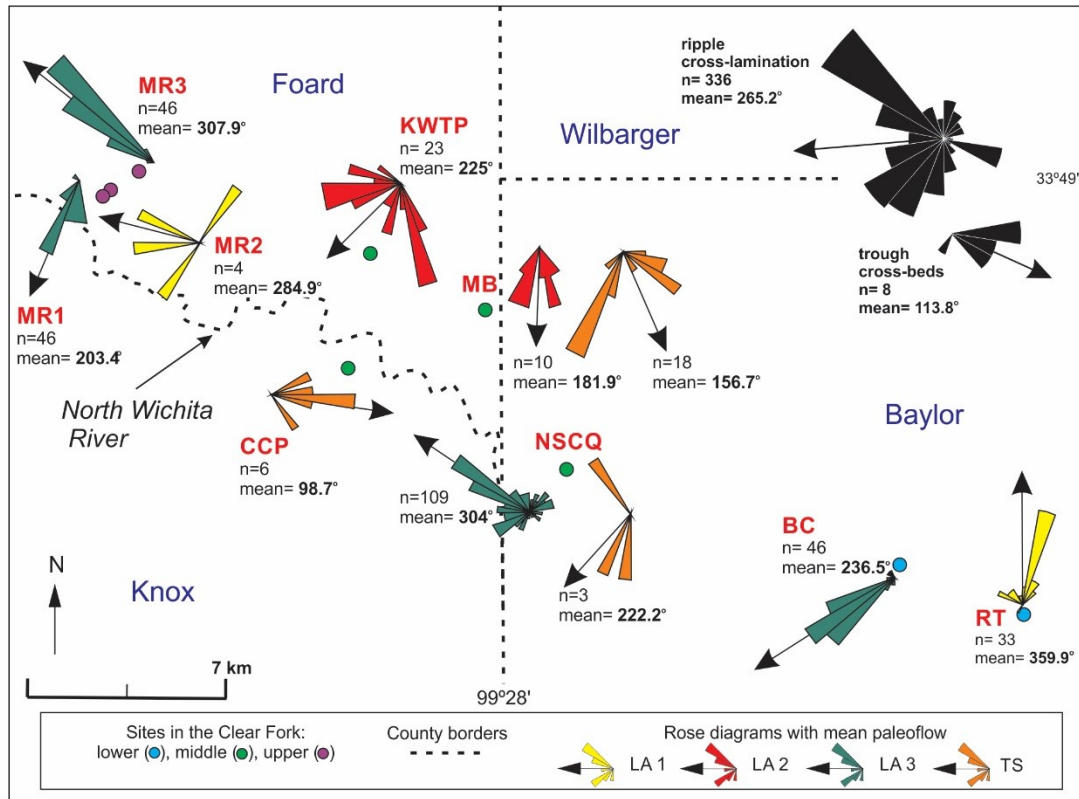 MR3
n=46
mean= 307.9°
Foard
KWTP
n= 23
mean= 225°
Wilbarger
ripple
cross-lamination
n= 336
mean= 265.2°
33º49'
trough
cross-beds
n= 8
mean= 113.8°
MR2
n=4
mean= 284.9°
MR1
n=46
mean= 203.4°
North Wichita
River
MB
n=10
mean= 181.9°
n=18
mean= 156.7°
CCP
n=6
mean= 98.7°
n=109
mean= 304°
NSCQ
n=3
mean= 222.2°
Baylor
BC
n= 46
mean= 236.5°
RT
n= 33
mean= 359.9°
N
Knox
7 km
99º28'
Sites in the Clear Fork:
lower ( ), middle ( ), upper ( )
County borders
Rose diagrams with mean paleoflow
LA 1
LA 2
LA 3
TS